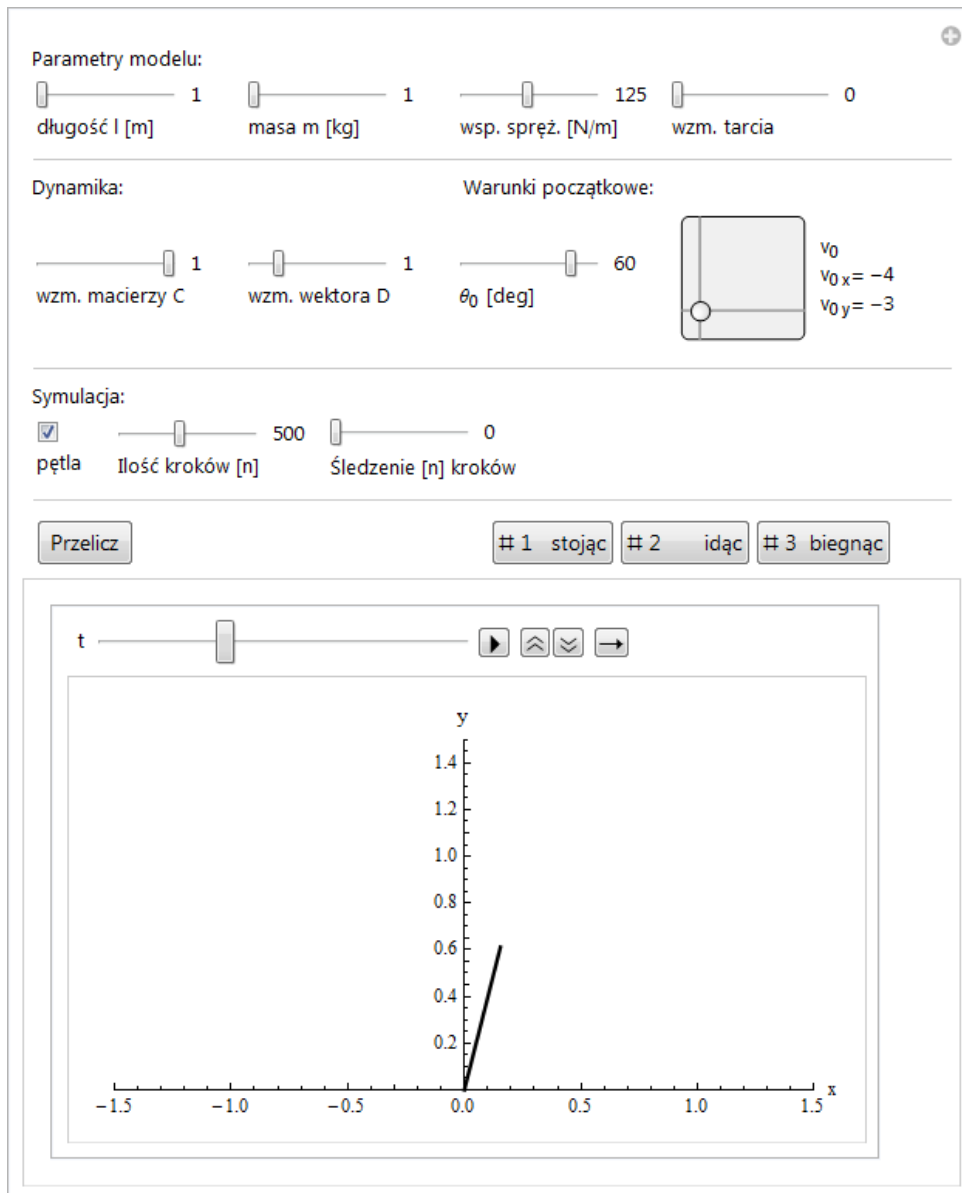 Parametry modelu:
1 1 125 0
długość l [m] masa m [kg] wsp. spręż. [N/m] wzm. tarcia
Dynamika: Warunki początkowe:
1 1 60
wzm. macierzy C wzm. wektora D θ0 [deg]
v0
v0 x= −4
v0 y= −3
Symulacja:
500 0
pętla Ilość kroków [n] Śledzenie [n] kroków
Przelicz # 1 stojąc # 2 idąc # 3 biegnąc
t
y
1.4
1.2
1.0
0.8
0.6
0.4
0.2
−1.5 −1.0 −0.5 0.0 0.5 1.0 1.5 x